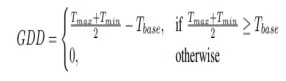 GDD = { (T_max + T_min)/2 − T_base, if (T_max + T_min)/2 ≥ T_base
0, otherwise